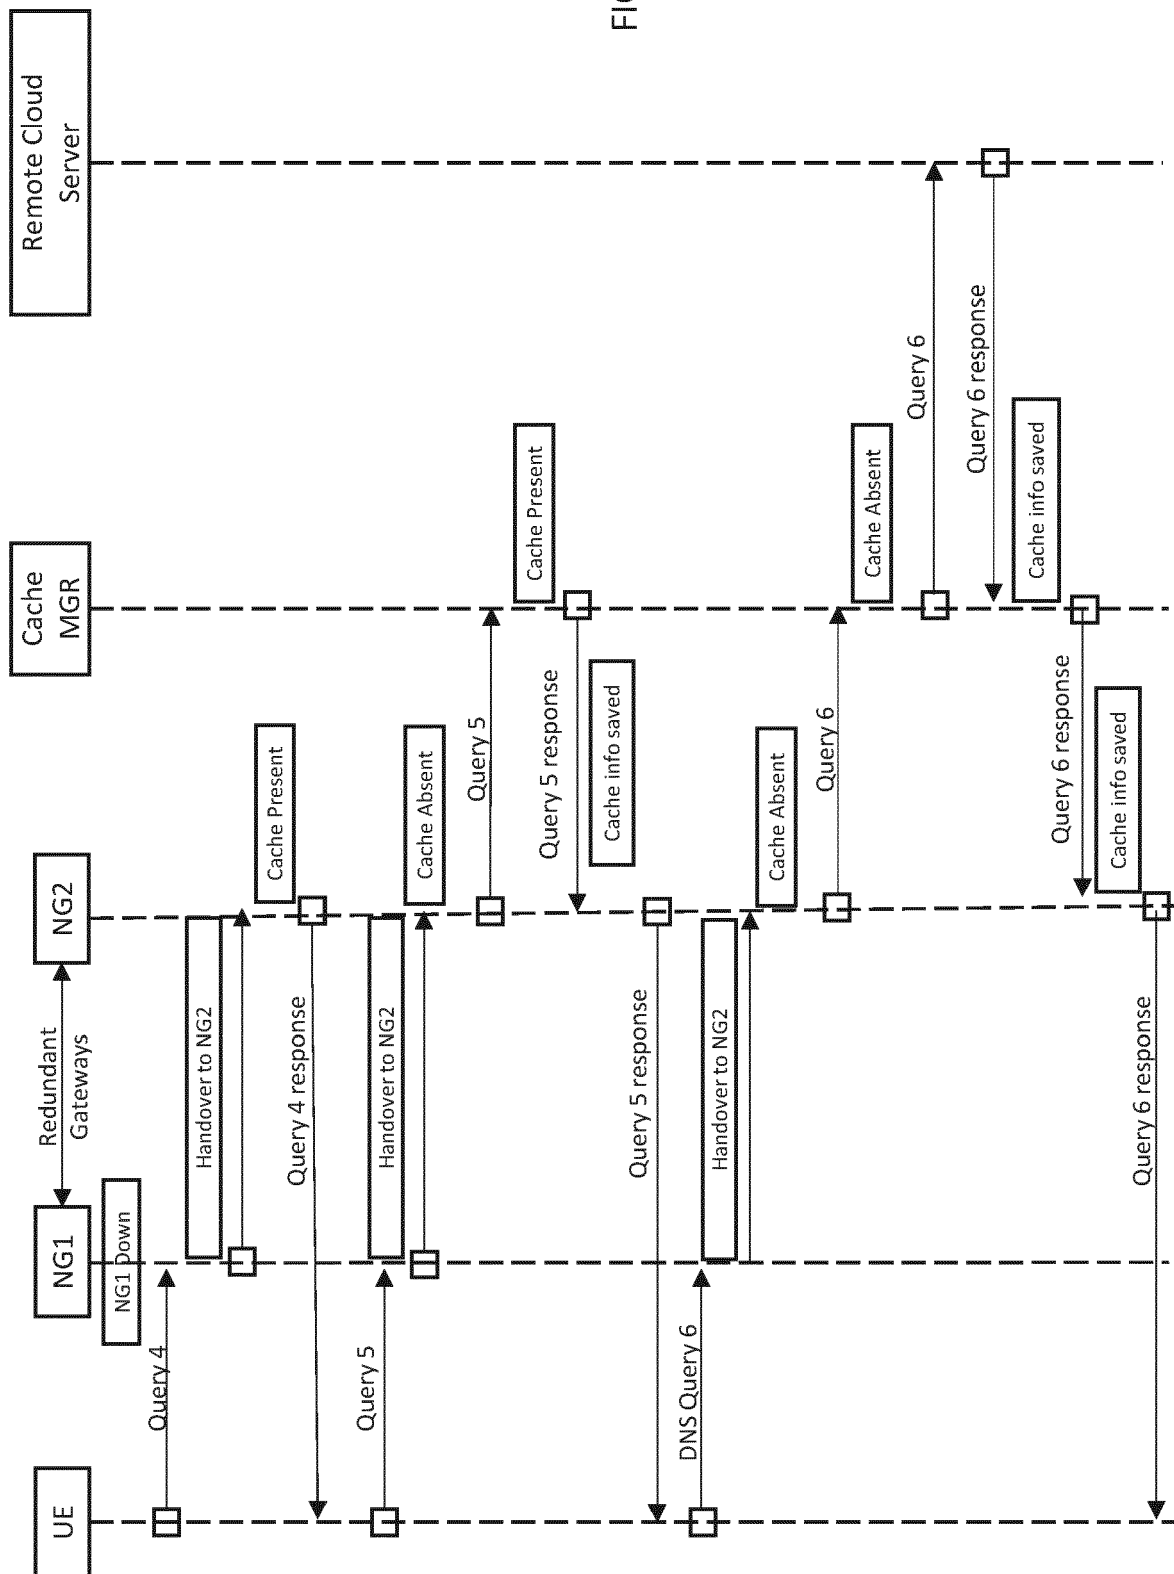 UE
NG1
Redundant
Gateways
NG2
Cache
MGR
Remote Cloud
Server
NG1 Down
Query 4
Handover to NG2
Cache Present
Query 4 response
Query 5
Handover to NG2
Cache Absent
Query 5
Cache Present
Query 5 response
Cache info saved
Query 5 response
DNS Query 6
Handover to NG2
Cache Absent
Query 6
Cache Absent
Query 6
Query 6 response
Cache info saved
Query 6 response
Cache info saved
Query 6 response